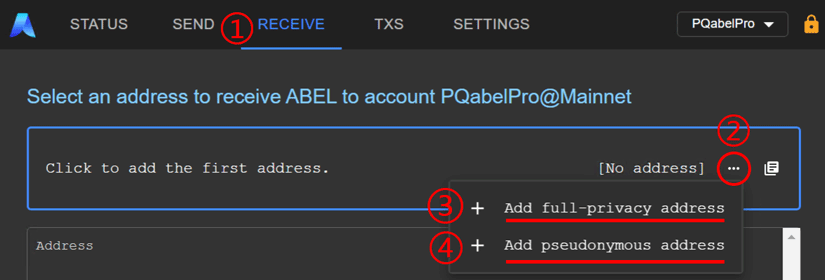 STATUS SEND ① RECEIVE TXS SETTINGS PQabelPro
Select an address to receive ABEL to account PQabelPro@Mainnet
②
Click to add the first address. [No address] ...
③ + Add full-privacy address
④ + Add pseudonymous address
Address